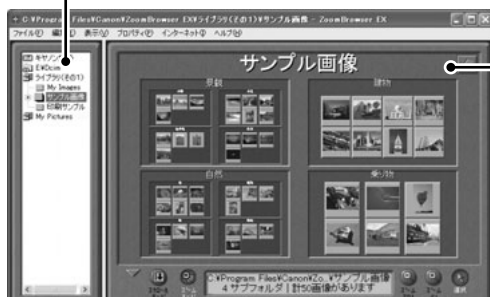 C:¥Program Files¥Canon¥ZoomBrowser EX¥ライブラリ(その1)¥サンプル画像 - ZoomBrowser EX
ファイル(F) 編集(E) 表示(V) プロパティ(P) インターネット(I) ヘルプ(H)
ライブラリ(その1)
My Images
サンプル画像
印刷サンプル
My Pictures
サンプル画像
景観
建物
自然
乗り物
C:¥Program Files¥Canon¥Zo...¥サンプル画像
4 サブフォルダ | 計50画像があります
選択